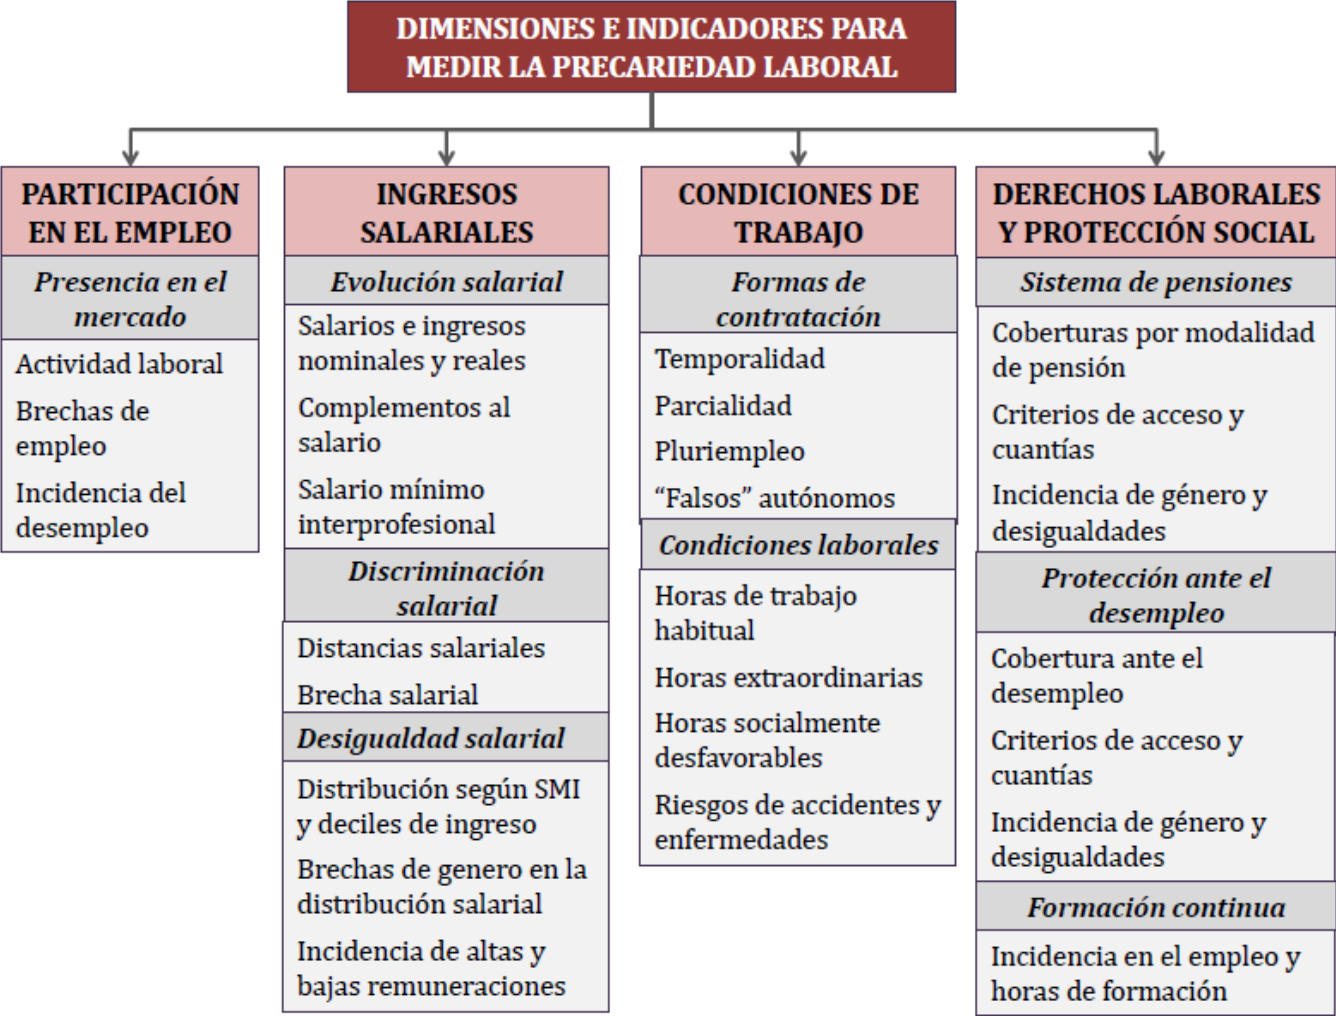 DIMENSIONES E INDICADORES PARA
MEDIR LA PRECARIEDAD LABORAL
PARTICIPACIÓN
EN EL EMPLEO
Presencia en el
mercado
Actividad laboral
Brechas de
empleo
Incidencia del
desempleo
INGRESOS
SALARIALES
Evolución salarial
Salarios e ingresos
nominales y reales
Complementos al
salario
Salario mínimo
interprofesional
Discriminación
salarial
Distancias salariales
Brecha salarial
Desigualdad salarial
Distribución según SMI
y deciles de ingreso
Brechas de genero en la
distribución salarial
Incidencia de altas y
bajas remuneraciones
CONDICIONES DE
TRABAJO
Formas de
contratación
Temporalidad
Parcialidad
Pluriempleo
“Falsos” autónomos
Condiciones laborales
Horas de trabajo
habitual
Horas extraordinarias
Horas socialmente
desfavorables
Riesgos de accidentes y
enfermedades
DERECHOS LABORALES
Y PROTECCIÓN SOCIAL
Sistema de pensiones
Coberturas por modalidad
de pensión
Criterios de acceso y
cuantías
Incidencia de género y
desigualdades
Protección ante el
desempleo
Cobertura ante el
desempleo
Criterios de acceso y
cuantías
Incidencia de género y
desigualdades
Formación continua
Incidencia en el empleo y
horas de formación